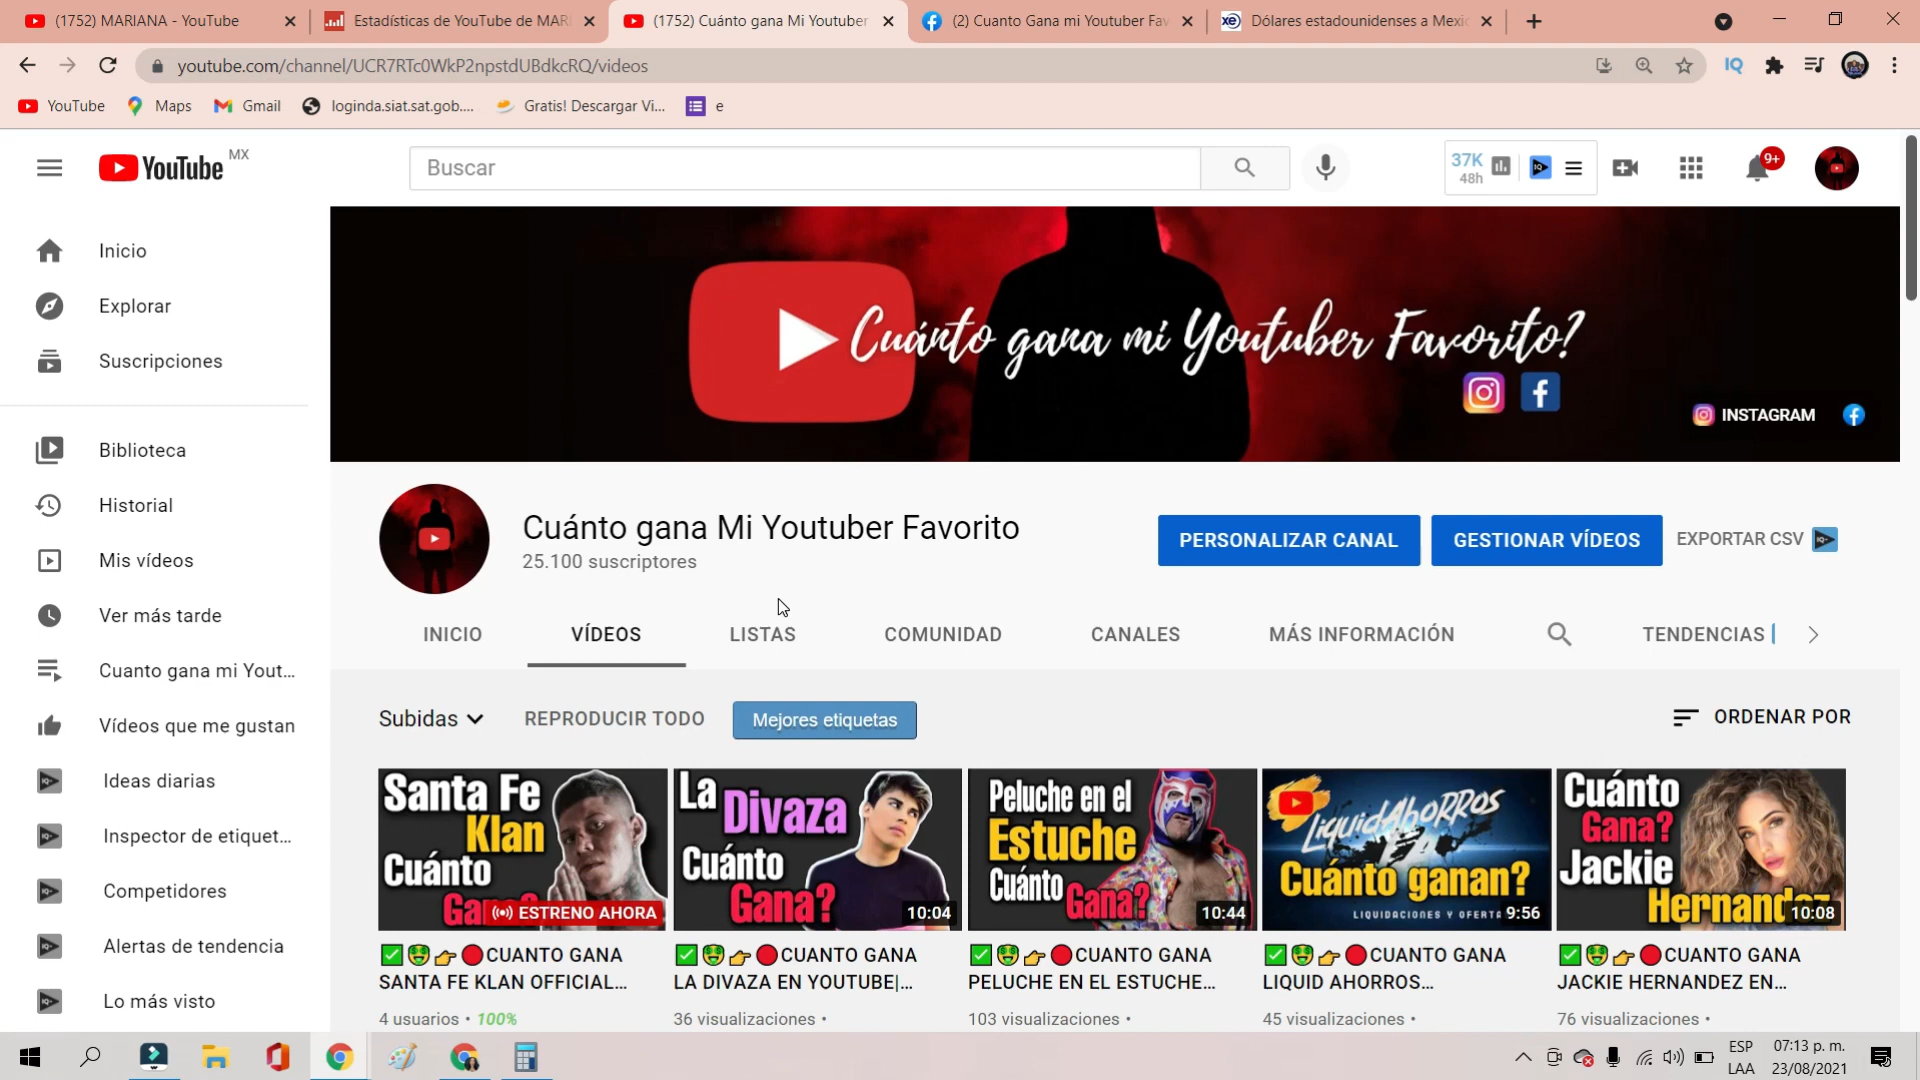 (1752) MARIANA - YouTube
Estadísticas de YouTube de MARI
(1752) Cuánto gana Mi Youtuber
(2) Cuanto Gana mi Youtuber Fav
Dólares estadounidenses a Mexic
youtube.com/channel/UCR7RTc0WkP2npstdUBdkcRQ/videos
YouTube
Maps
Gmail
loginda.siat.sat.gob....
Gratis! Descargar Vi...
e
YouTube MX
Buscar
37K
48h
9+
Inicio
Explorar
Suscripciones
Biblioteca
Historial
Mis vídeos
Ver más tarde
Cuanto gana mi Yout...
Vídeos que me gustan
Ideas diarias
Inspector de etiquet...
Competidores
Alertas de tendencia
Lo más visto
Cuánto gana mi Youtuber Favorito?
INSTAGRAM
Cuánto gana Mi Youtuber Favorito
25.100 suscriptores
PERSONALIZAR CANAL
GESTIONAR VÍDEOS
EXPORTAR CSV
INICIO
VÍDEOS
LISTAS
COMUNIDAD
CANALES
MÁS INFORMACIÓN
TENDENCIAS
Subidas
REPRODUCIR TODO
Mejores etiquetas
ORDENAR POR
Santa Fe
Klan
Cuánto
Ga
ESTRENO AHORA
✅🤑👉🔴CUANTO GANA
SANTA FE KLAN OFFICIAL...
4 usuarios • 100%
La Divaza
Cuánto
Gana?
10:04
✅🤑👉🔴CUANTO GANA
LA DIVAZA EN YOUTUBE|...
36 visualizaciones •
Peluche en el
Estuche
Cuánto Gana?
10:44
✅🤑👉🔴CUANTO GANA
PELUCHE EN EL ESTUCHE...
103 visualizaciones •
LiquidAhorros
Cuánto ganan?
LIQUIDACIONES Y OFERTA
9:56
✅🤑👉🔴CUANTO GANA
LIQUID AHORROS...
45 visualizaciones •
Cuánto
Gana?
Jackie
Hernandez
10:08
✅🤑👉🔴CUANTO GANA
JACKIE HERNANDEZ EN...
76 visualizaciones •
ESP
LAA
07:13 p. m.
23/08/2021